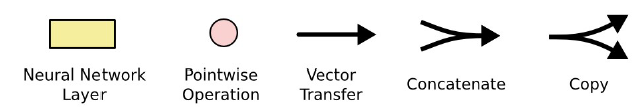 Neural Network
Layer
Pointwise
Operation
Vector
Transfer
Concatenate
Copy